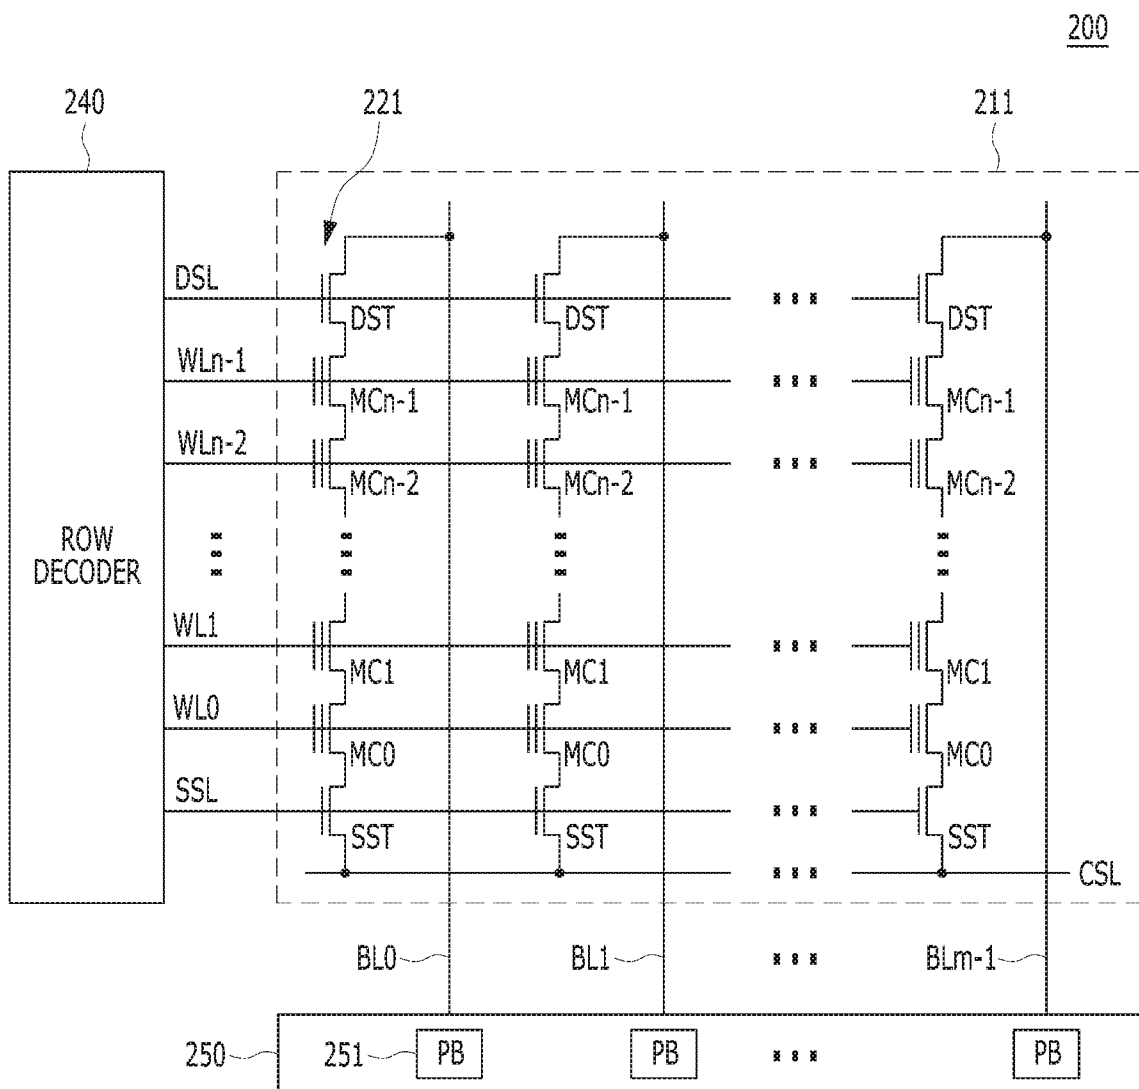 200
240
221
211
DSL
DST
DST
DST
WLn-1
MCn-1
MCn-1
MCn-1
WLn-2
MCn-2
MCn-2
MCn-2
ROW
DECODER
WL1
MC1
MC1
MC1
WL0
MC0
MC0
MC0
SSL
SST
SST
SST
CSL
BL0
BL1
BLm-1
250
251
PB
PB
PB